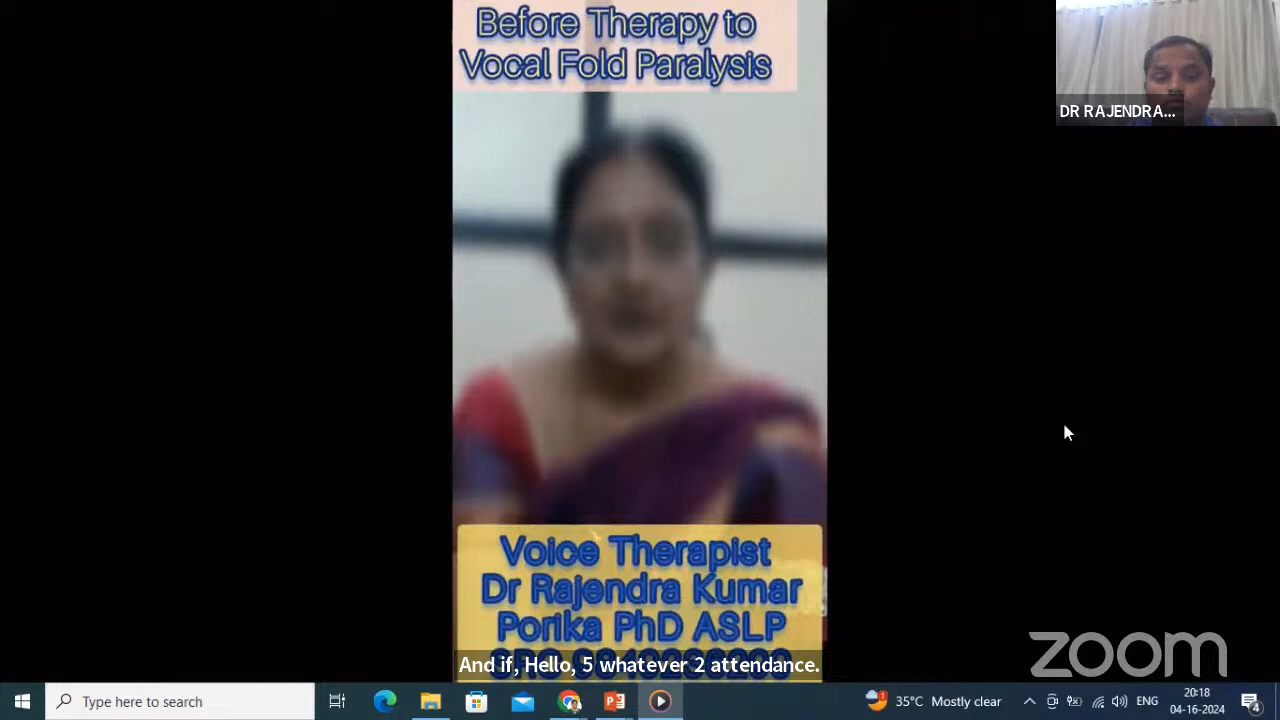 Before Therapy to
Vocal Fold Paralysis
DR RAJENDRA...
Voice Therapist
Dr Rajendra Kumar
Porika PhD ASLP
And if, Hello, 5 whatever 2 attendance.
zoom
Type here to search
35°C Mostly clear
ENG
20:18
04-16-2024
4